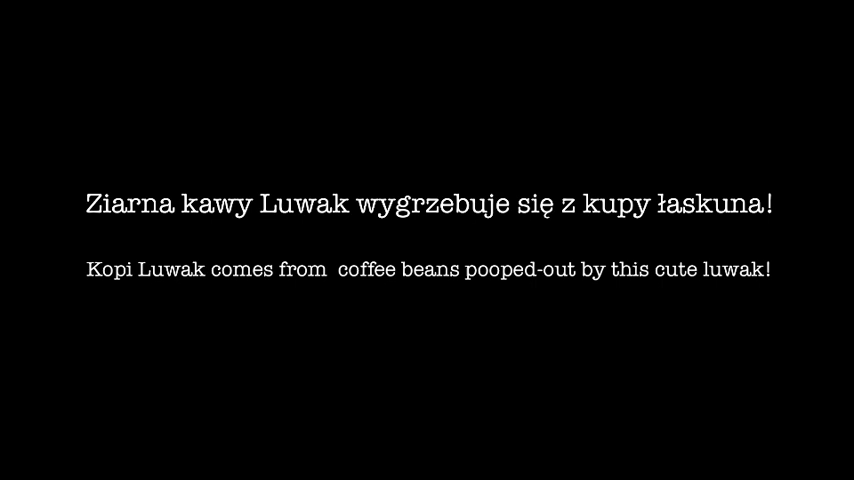 Ziarna kawy Luwak wygrzebuje się z kupy łaskuna!
Kopi Luwak comes from  coffee beans pooped-out by this cute luwak!